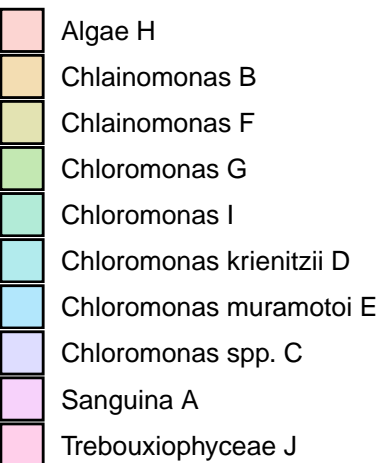 Algae H
Chlainomonas B
Chlainomonas F
Chloromonas G
Chloromonas I
Chloromonas krienitzii D
Chloromonas muramotoi E
Chloromonas spp. C
Sanguina A
Trebouxiophyceae J